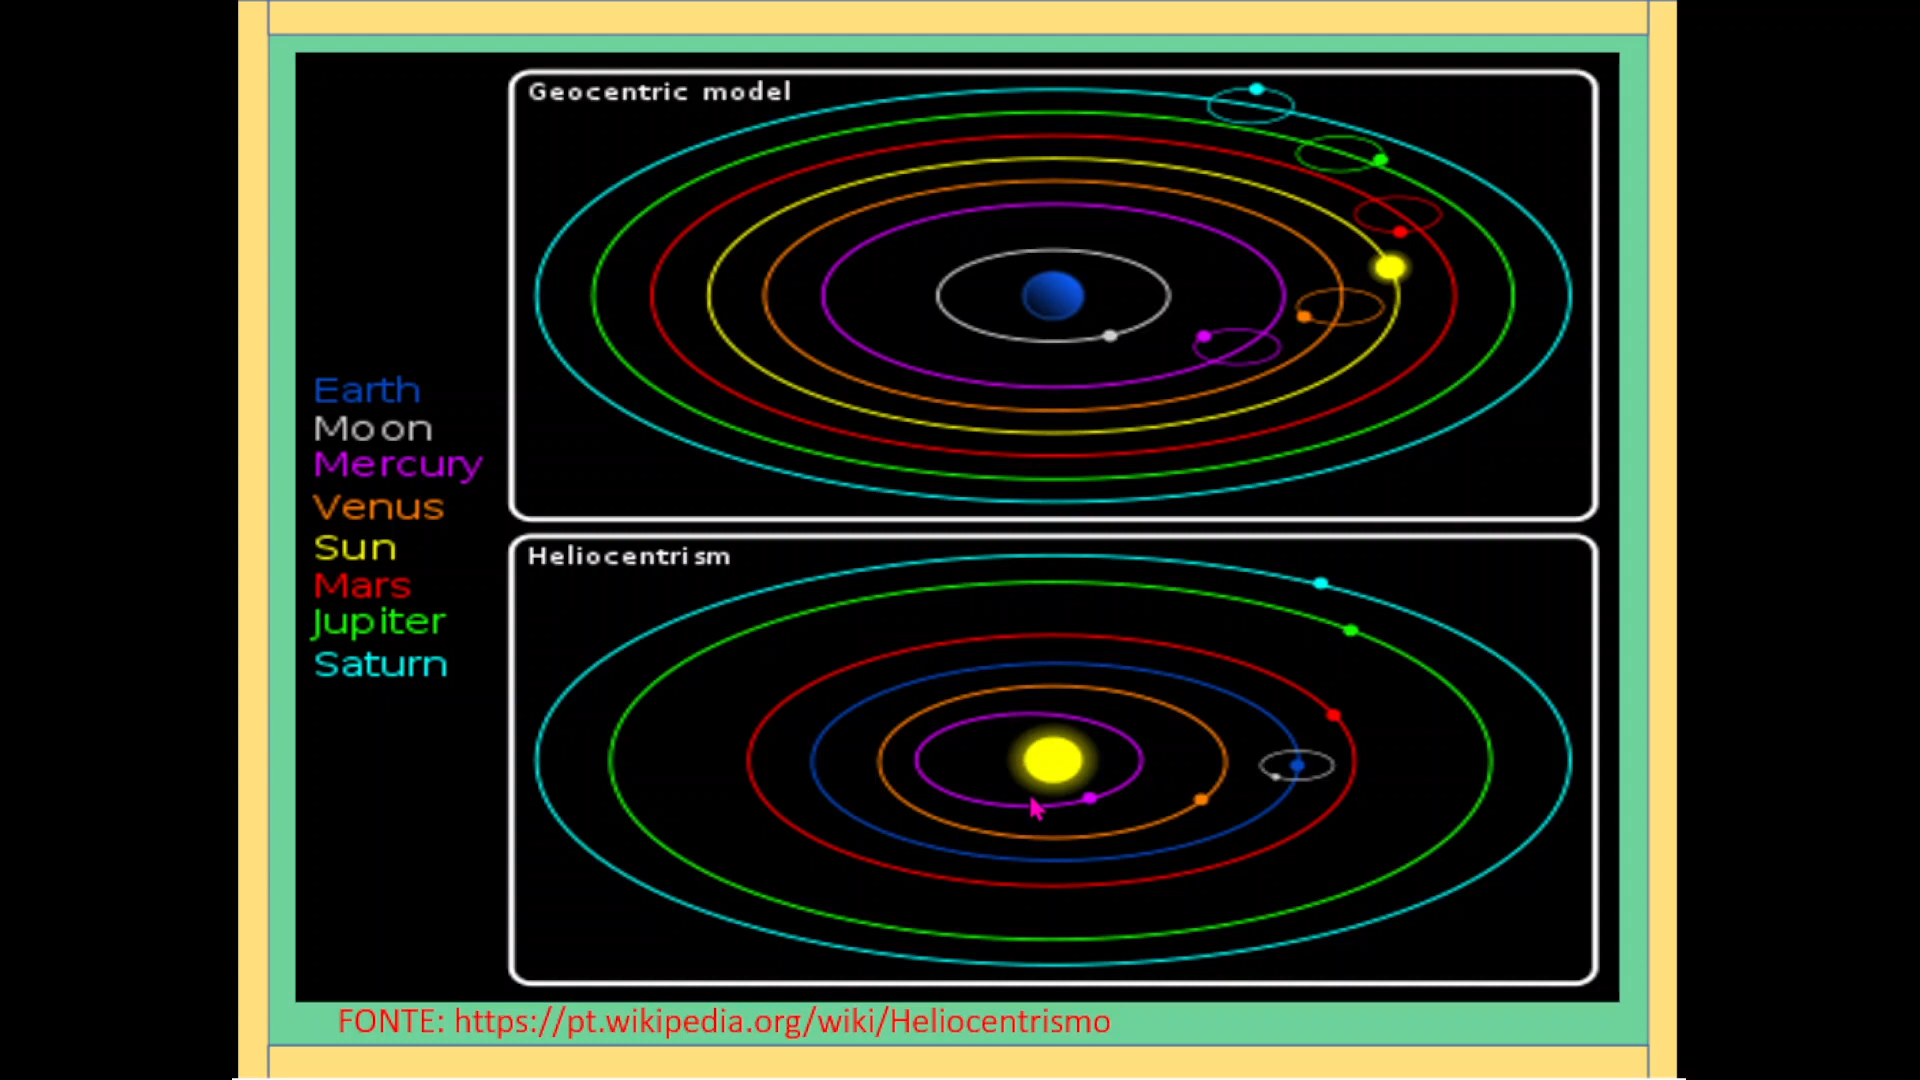 Geocentric model
Earth
Moon
Mercury
Venus
Sun
Mars
Jupiter
Saturn
Heliocentrism
FONTE: https://pt.wikipedia.org/wiki/Heliocentrismo